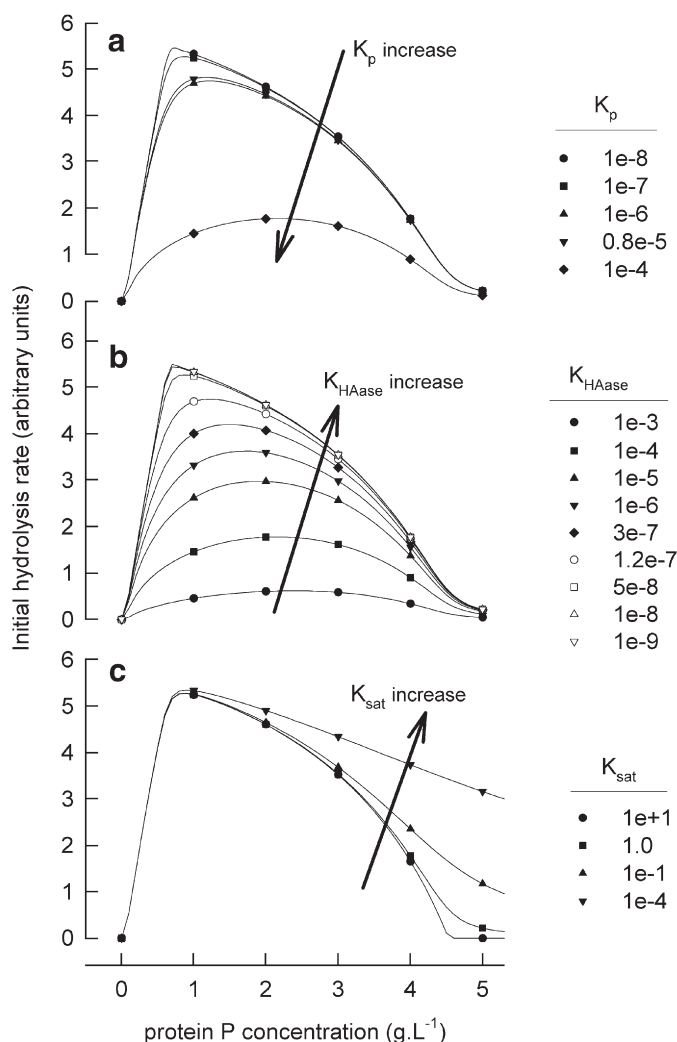 a
6
5
4
3
2
1
0
K_p increase
K_p
1e-8
1e-7
1e-6
0.8e-5
1e-4
Initial hydrolysis rate (arbitrary units)
b
6
5
4
3
2
1
0
K_HAase increase
K_HAase
1e-3
1e-4
1e-5
1e-6
3e-7
1.2e-7
5e-8
1e-8
1e-9
c
6
5
4
3
2
1
0
K_sat increase
K_sat
1e+1
1.0
1e-1
1e-4
0 1 2 3 4 5
protein P concentration (g.L⁻¹)